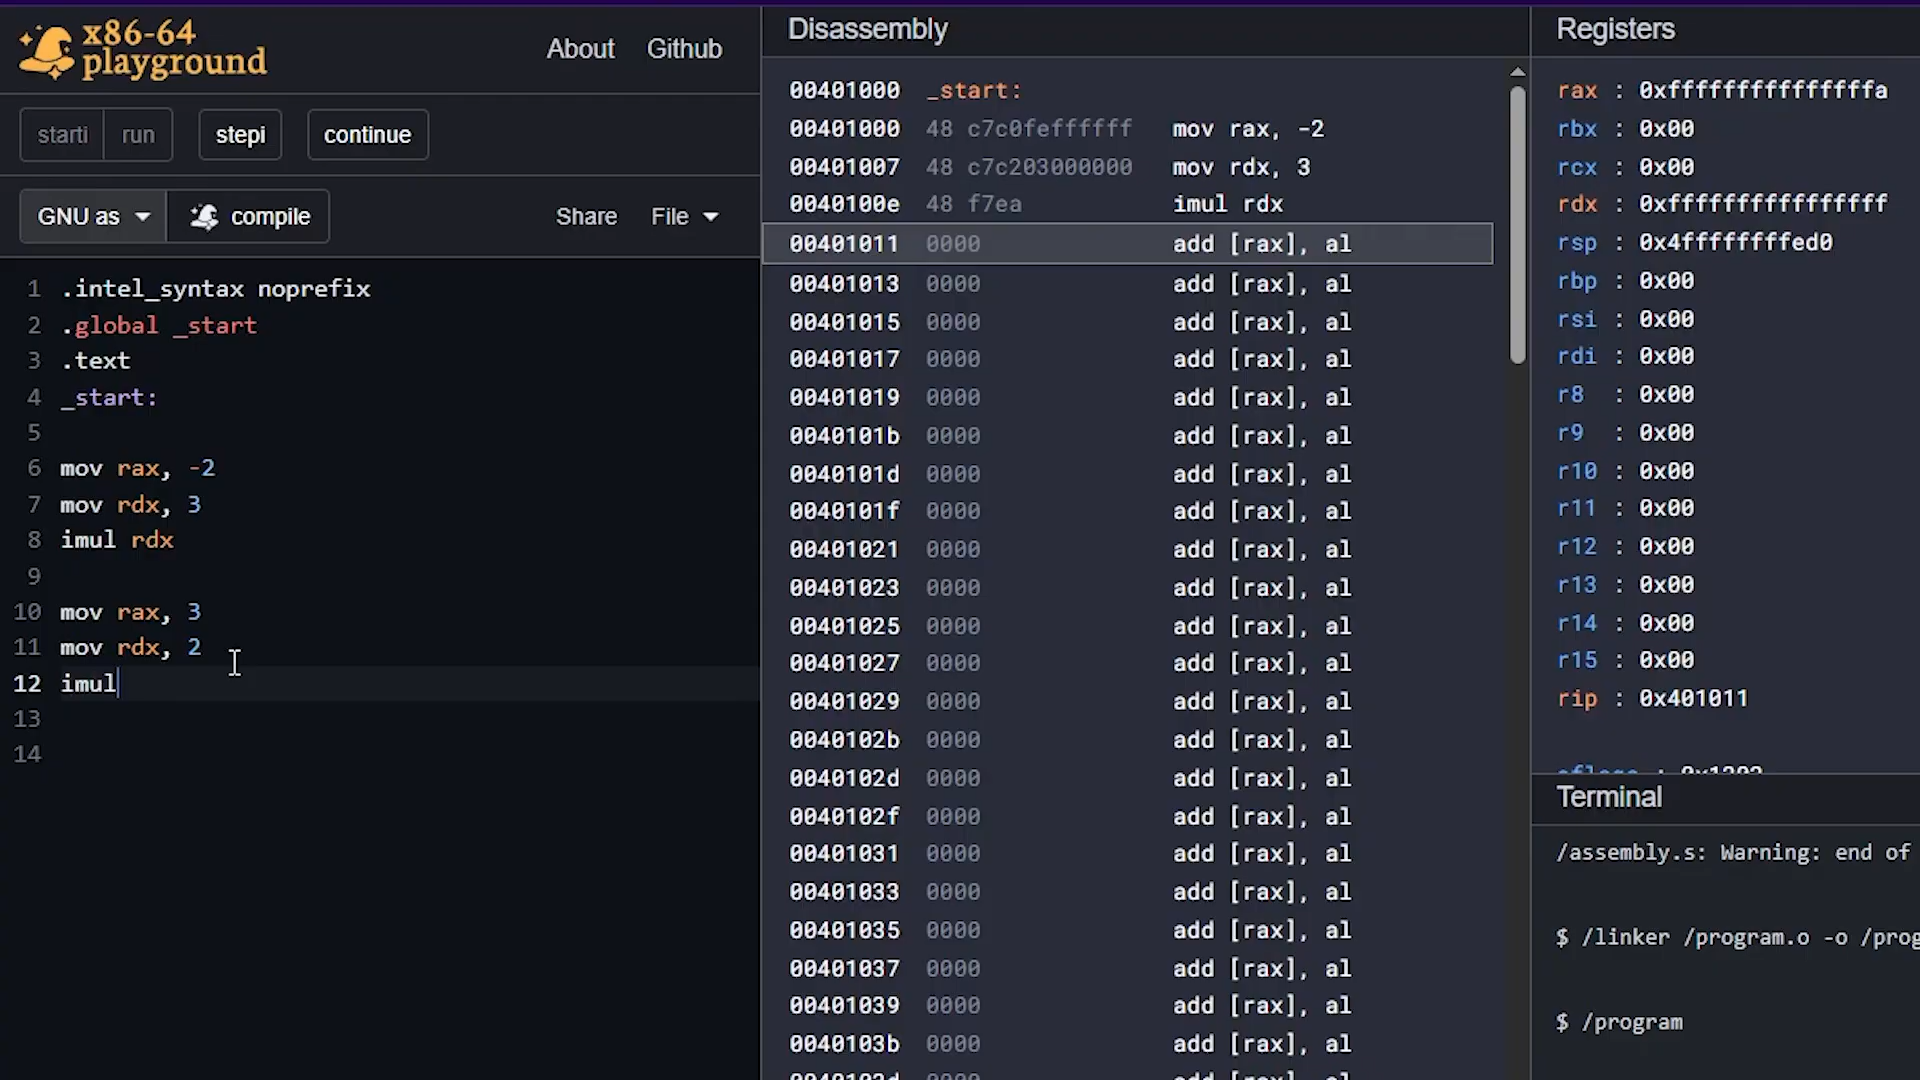 x86-64
playground
About
Github
starti
run
stepi
continue
GNU as
compile
Share
File
1 .intel_syntax noprefix
2 .global _start
3 .text
4 _start:
5
6 mov rax, -2
7 mov rdx, 3
8 imul rdx
9
10 mov rax, 3
11 mov rdx, 2
12 imul
13
14
Disassembly
00401000 _start:
00401000 48 c7c0feffffff mov rax, -2
00401007 48 c7c203000000 mov rdx, 3
0040100e 48 f7ea imul rdx
00401011 0000 add [rax], al
00401013 0000 add [rax], al
00401015 0000 add [rax], al
00401017 0000 add [rax], al
00401019 0000 add [rax], al
0040101b 0000 add [rax], al
0040101d 0000 add [rax], al
0040101f 0000 add [rax], al
00401021 0000 add [rax], al
00401023 0000 add [rax], al
00401025 0000 add [rax], al
00401027 0000 add [rax], al
00401029 0000 add [rax], al
0040102b 0000 add [rax], al
0040102d 0000 add [rax], al
0040102f 0000 add [rax], al
00401031 0000 add [rax], al
00401033 0000 add [rax], al
00401035 0000 add [rax], al
00401037 0000 add [rax], al
00401039 0000 add [rax], al
0040103b 0000 add [rax], al
Registers
rax : 0xfffffffffffffffa
rbx : 0x00
rcx : 0x00
rdx : 0xffffffffffffffff
rsp : 0x4ffffffffed0
rbp : 0x00
rsi : 0x00
rdi : 0x00
r8 : 0x00
r9 : 0x00
r10 : 0x00
r11 : 0x00
r12 : 0x00
r13 : 0x00
r14 : 0x00
r15 : 0x00
rip : 0x401011
Terminal
/assembly.s: Warning: end of
$ /linker /program.o -o /prog
$ /program